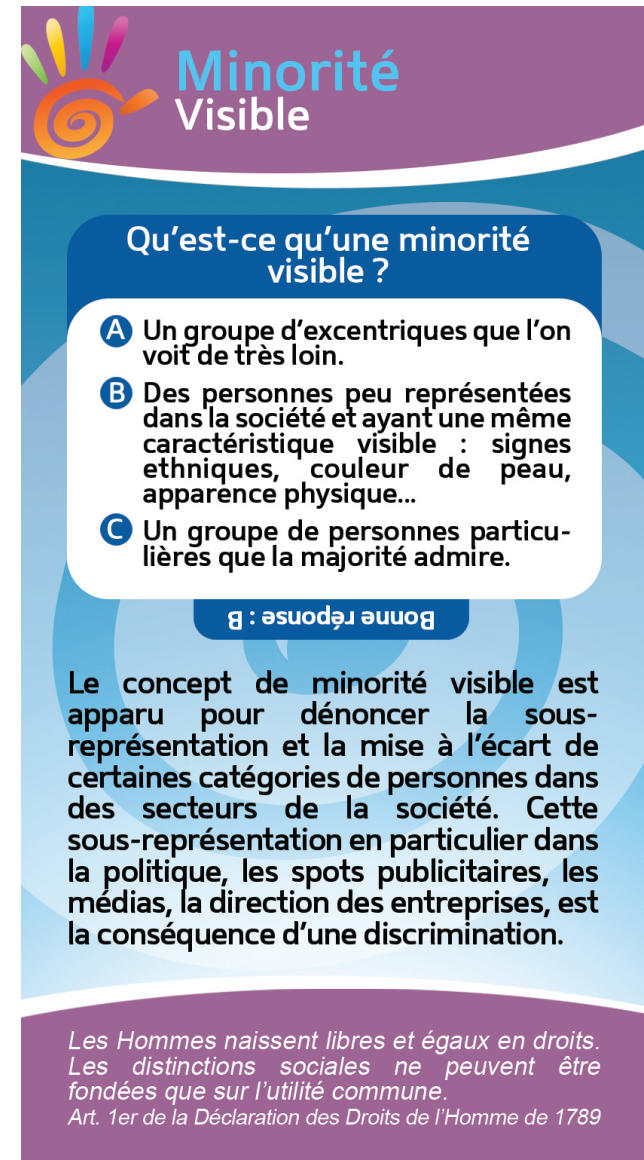 Minorité
Visible
Qu'est-ce qu'une minorité
visible ?
A Un groupe d'excentriques que l'on
voit de très loin.
B Des personnes peu représentées
dans la société et ayant une même
caractéristique visible : signes
ethniques, couleur de peau,
apparence physique...
C Un groupe de personnes particu-
lières que la majorité admire.
Bonne réponse : B
Le concept de minorité visible est
apparu pour dénoncer la sous-
représentation et la mise à l'écart de
certaines catégories de personnes dans
des secteurs de la société. Cette
sous-représentation en particulier dans
la politique, les spots publicitaires, les
médias, la direction des entreprises, est
la conséquence d'une discrimination.
Les Hommes naissent libres et égaux en droits.
Les distinctions sociales ne peuvent être
fondées que sur l'utilité commune.
Art. 1er de la Déclaration des Droits de l'Homme de 1789